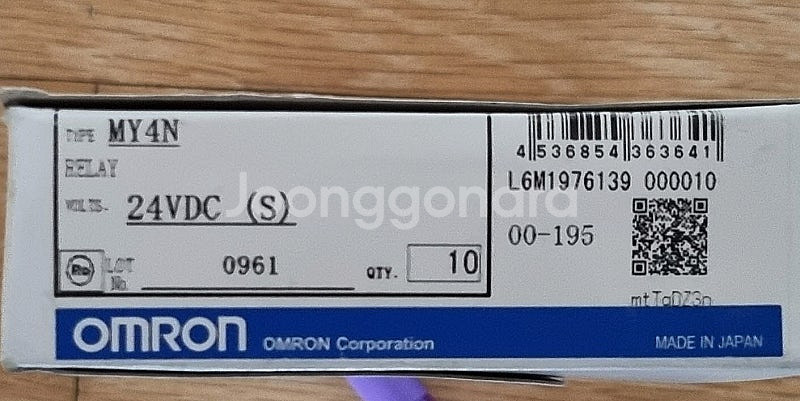 TYPE MY4N
RELAY
VOLTS- 24VDC (S)
LOT No. 0961 QTY. 10
4 536854 363641
L6M1976139 000010
00-195
OMRON OMRON Corporation MADE IN JAPAN
Joonggonara